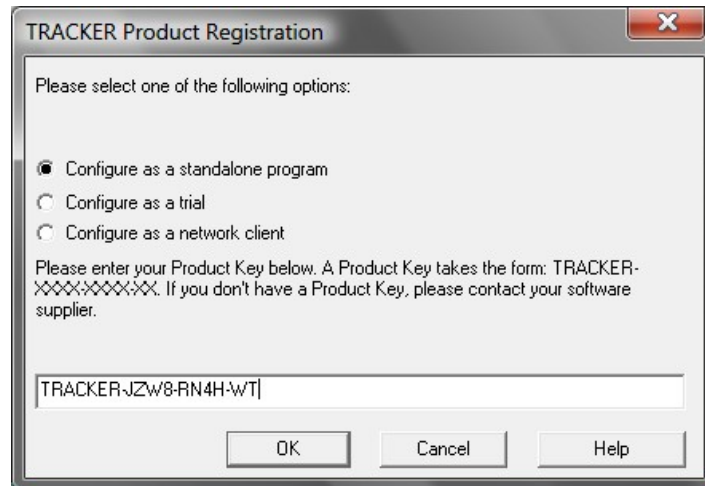 TRACKER Product Registration
Please select one of the following options:
Configure as a standalone program
Configure as a trial
Configure as a network client
Please enter your Product Key below. A Product Key takes the form: TRACKER-
XXXX-XXXX-XX. If you don't have a Product Key, please contact your software
supplier.
TRACKER-JZW8-RN4H-WT
OK Cancel Help